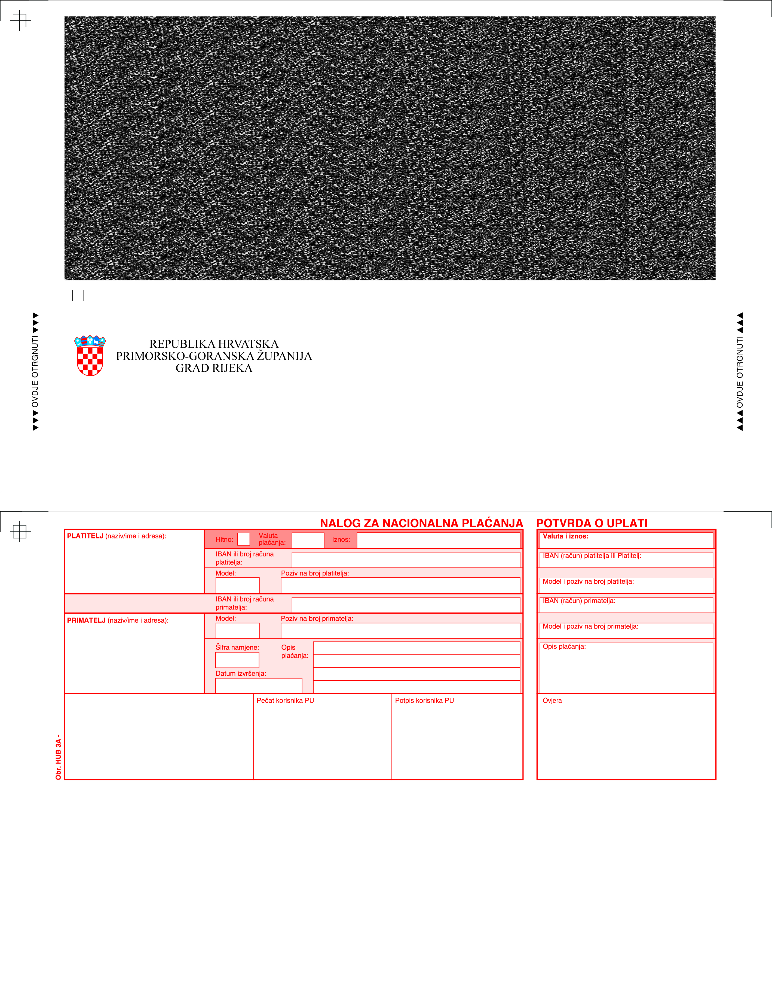 ▼▼▼ OVDJE OTRGNUTI ▼▼▼
REPUBLIKA HRVATSKA
PRIMORSKO-GORANSKA ŽUPANIJA
GRAD RIJEKA
▲▲▲ OVDJE OTRGNUTI ▲▲▲
NALOG ZA NACIONALNA PLAĆANJA
PLATITELJ (naziv/ime i adresa):
Hitno:
Valuta
plaćanja:
Iznos:
IBAN ili broj računa
platitelja:
Model:
Poziv na broj platitelja:
IBAN ili broj računa
primatelja:
PRIMATELJ (naziv/ime i adresa):
Model:
Poziv na broj primatelja:
Šifra namjene:
Opis
plaćanja:
Datum izvršenja:
Pečat korisnika PU
Potpis korisnika PU
Obr. HUB 3A -
POTVRDA O UPLATI
Valuta i iznos:
IBAN (račun) platitelja ili Platitelj:
Model i poziv na broj platitelja:
IBAN (račun) primatelja:
Model i poziv na broj primatelja:
Opis plaćanja:
Ovjera